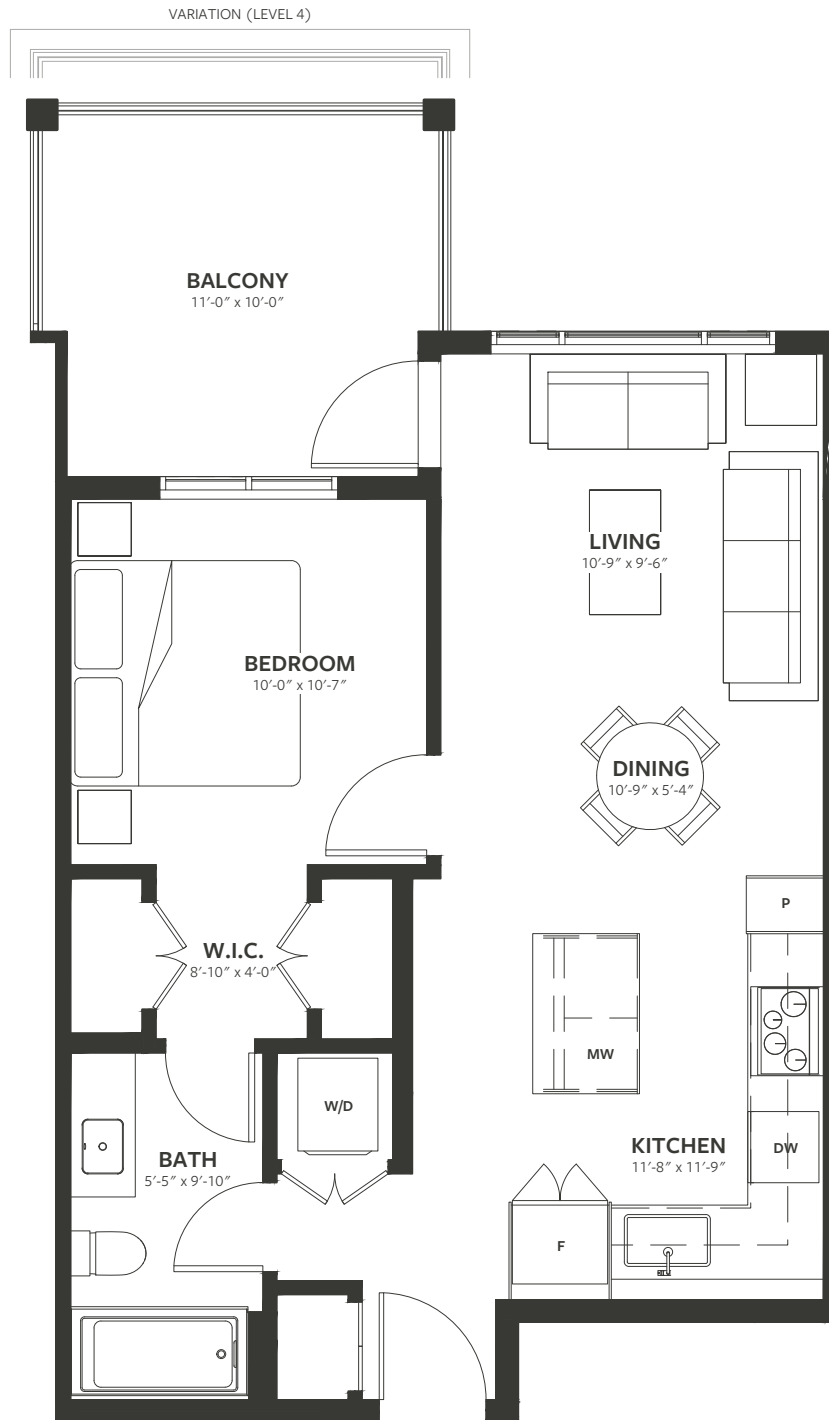 VARIATION (LEVEL 4)
BALCONY
11′-0″ x 10′-0″
LIVING
10′-9″ x 9′-6″
BEDROOM
10′-0″ x 10′-7″
DINING
10′-9″ x 5′-4″
P
W.I.C.
8′-10″ x 4′-0″
MW
W/D
KITCHEN
11′-8″ x 11′-9″
DW
BATH
5′-5″ x 9′-10″
F